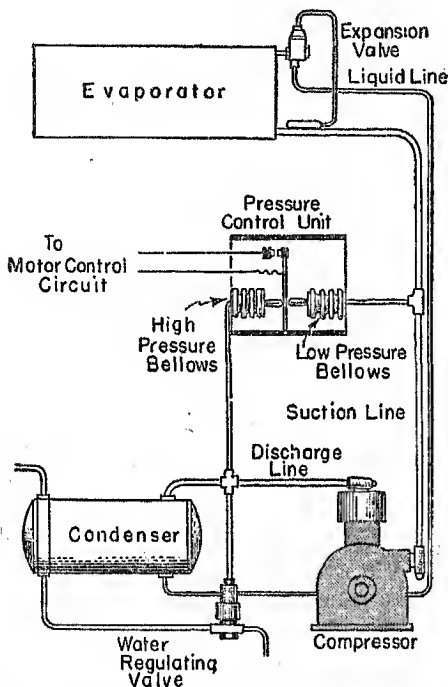 Expansion
Valve
Liquid Line
Evaporator
Pressure
Control Unit
To
Motor Control
Circuit
High
Pressure
Bellows
Low Pressure
Bellows
Suction Line
Discharge
Line
Condenser
Compressor
Water
Regulating
Valve